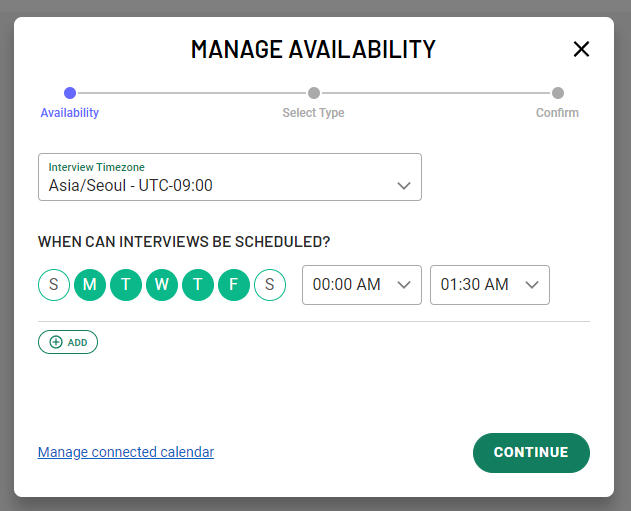 MANAGE AVAILABILITY
Availability Select Type Confirm
Interview Timezone
Asia/Seoul - UTC-09:00
WHEN CAN INTERVIEWS BE SCHEDULED?
S M T W T F S 00:00 AM 01:30 AM
ADD
Manage connected calendar CONTINUE